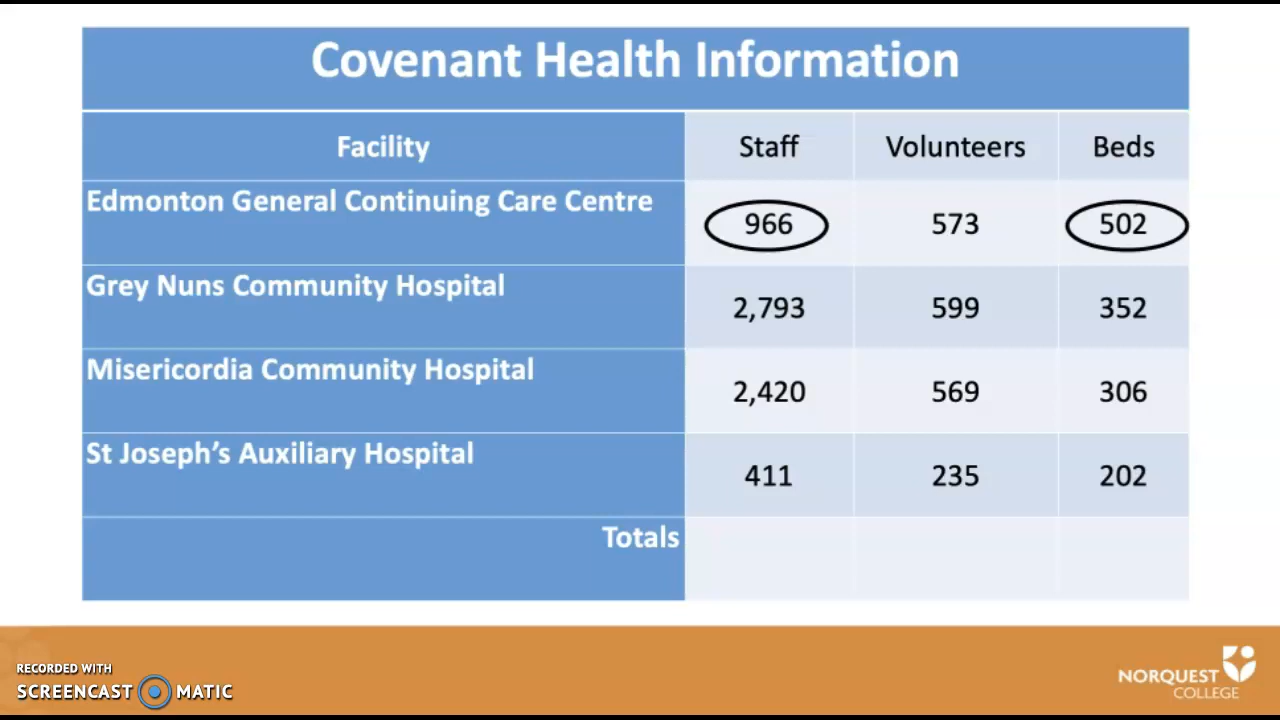 Covenant Health Information
Facility Staff Volunteers Beds
Edmonton General Continuing Care Centre 966 573 502
Grey Nuns Community Hospital 2,793 599 352
Misericordia Community Hospital 2,420 569 306
St Joseph’s Auxiliary Hospital 411 235 202
Totals
RECORDED WITH
SCREENCAST MATIC
NORQUEST
COLLEGE